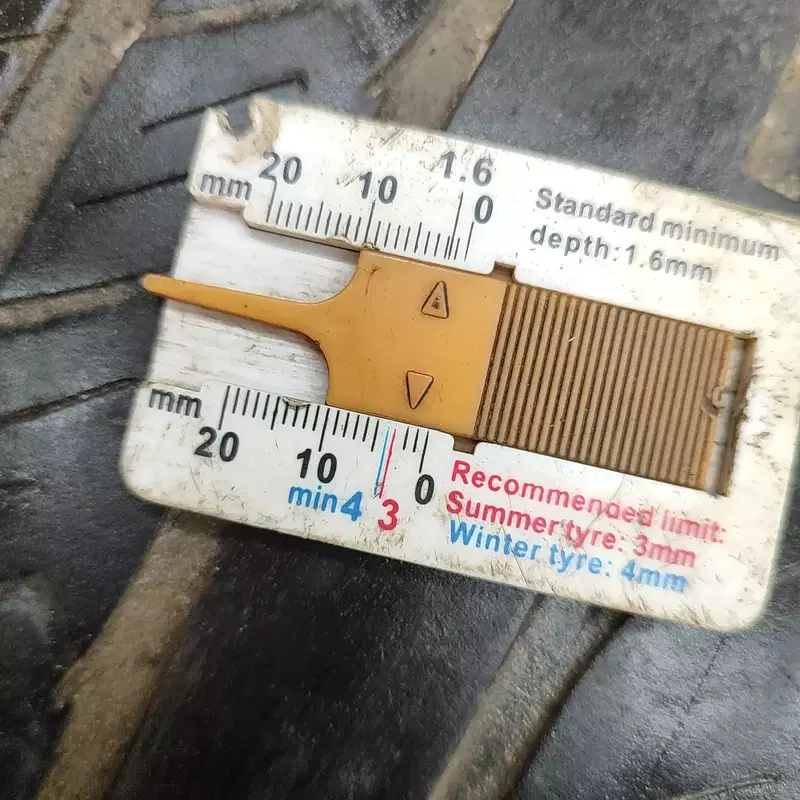 mm 20 10 1.6 0
Standard minimum
depth:1.6mm
mm 20 10 min4 3 0
Recommended limit:
Summer tyre: 3mm
Winter tyre: 4mm